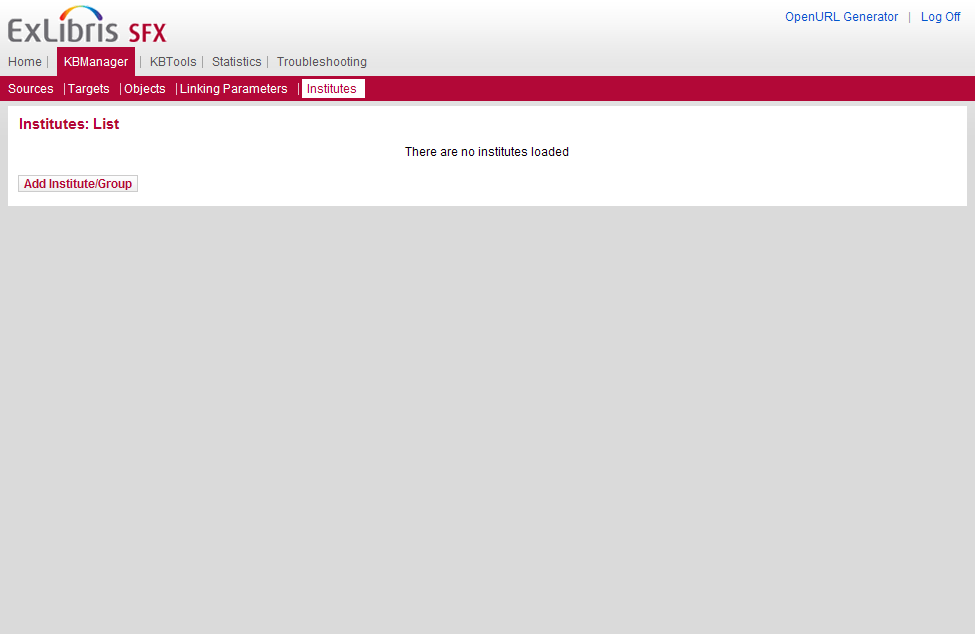 ExLibris SFX
OpenURL Generator | Log Off
Home | KBManager | KBTools | Statistics | Troubleshooting
Sources | Targets | Objects | Linking Parameters | Institutes
Institutes: List
There are no institutes loaded
Add Institute/Group